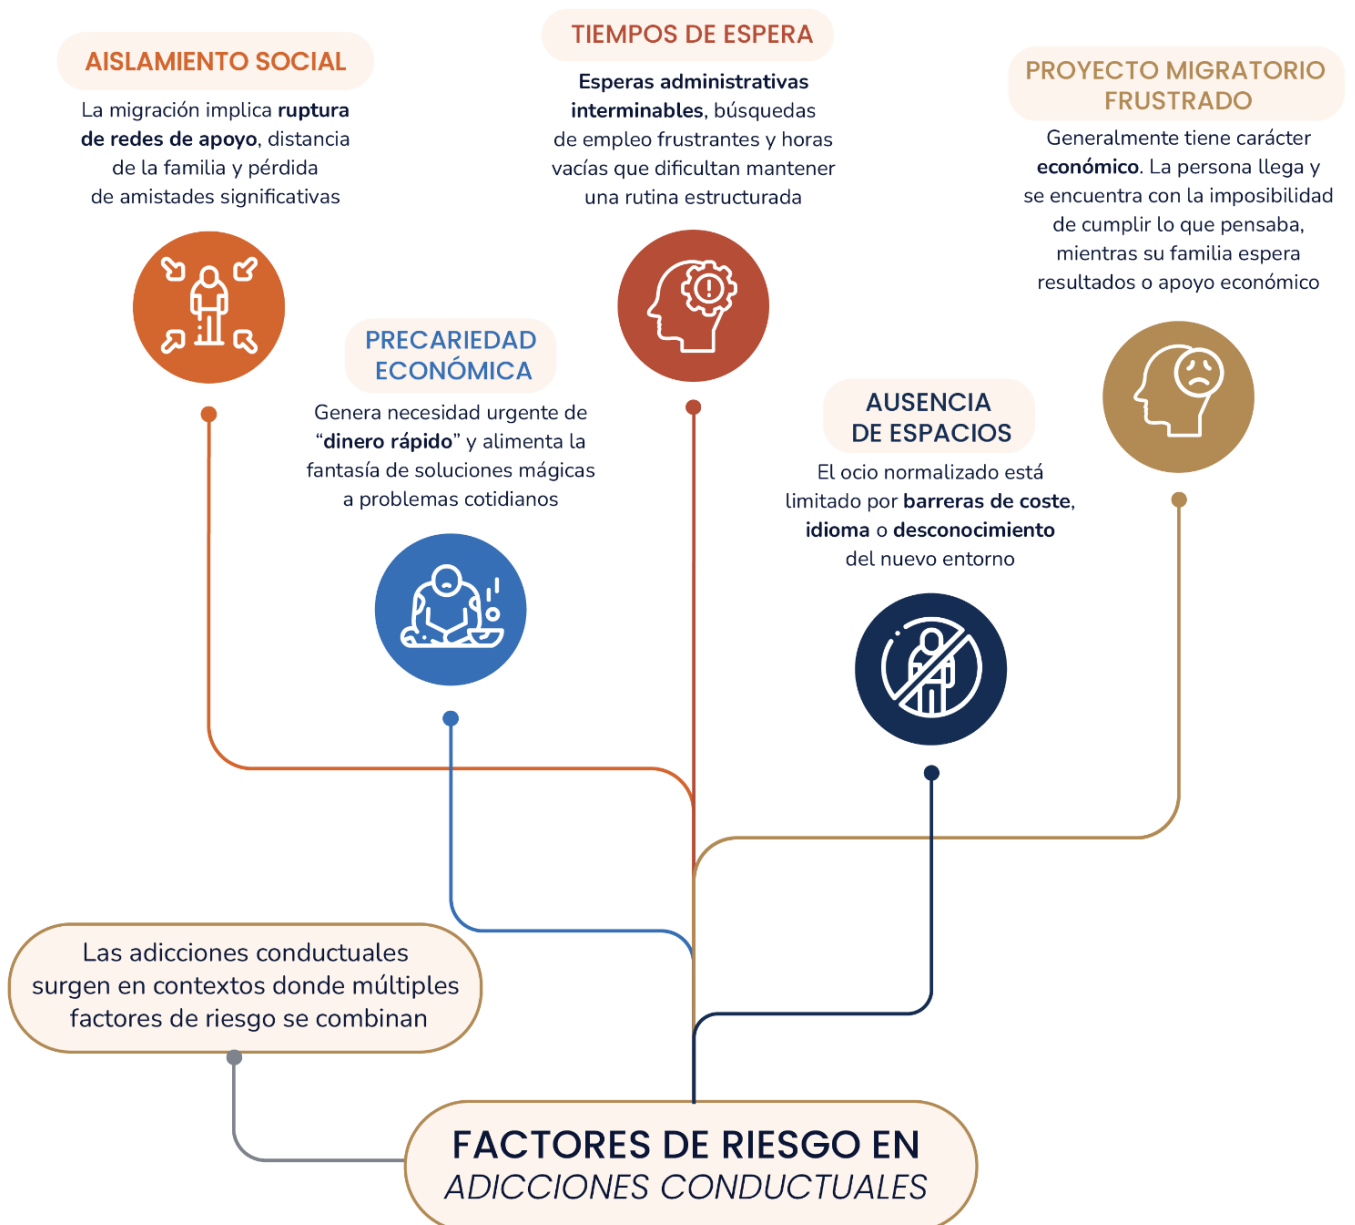 AISLAMIENTO SOCIAL
La migración implica ruptura
de redes de apoyo, distancia
de la familia y pérdida
de amistades significativas
TIEMPOS DE ESPERA
Esperas administrativas
interminables, búsquedas
de empleo frustrantes y horas
vacías que dificultan mantener
una rutina estructurada
PROYECTO MIGRATORIO
FRUSTRADO
Generalmente tiene carácter
económico. La persona llega y
se encuentra con la imposibilidad
de cumplir lo que pensaba,
mientras su familia espera
resultados o apoyo económico
PRECARIEDAD
ECONÓMICA
Genera necesidad urgente de
“dinero rápido” y alimenta la
fantasía de soluciones mágicas
a problemas cotidianos
AUSENCIA
DE ESPACIOS
El ocio normalizado está
limitado por barreras de coste,
idioma o desconocimiento
del nuevo entorno
Las adicciones conductuales
surgen en contextos donde múltiples
factores de riesgo se combinan
FACTORES DE RIESGO EN
ADICCIONES CONDUCTUALES